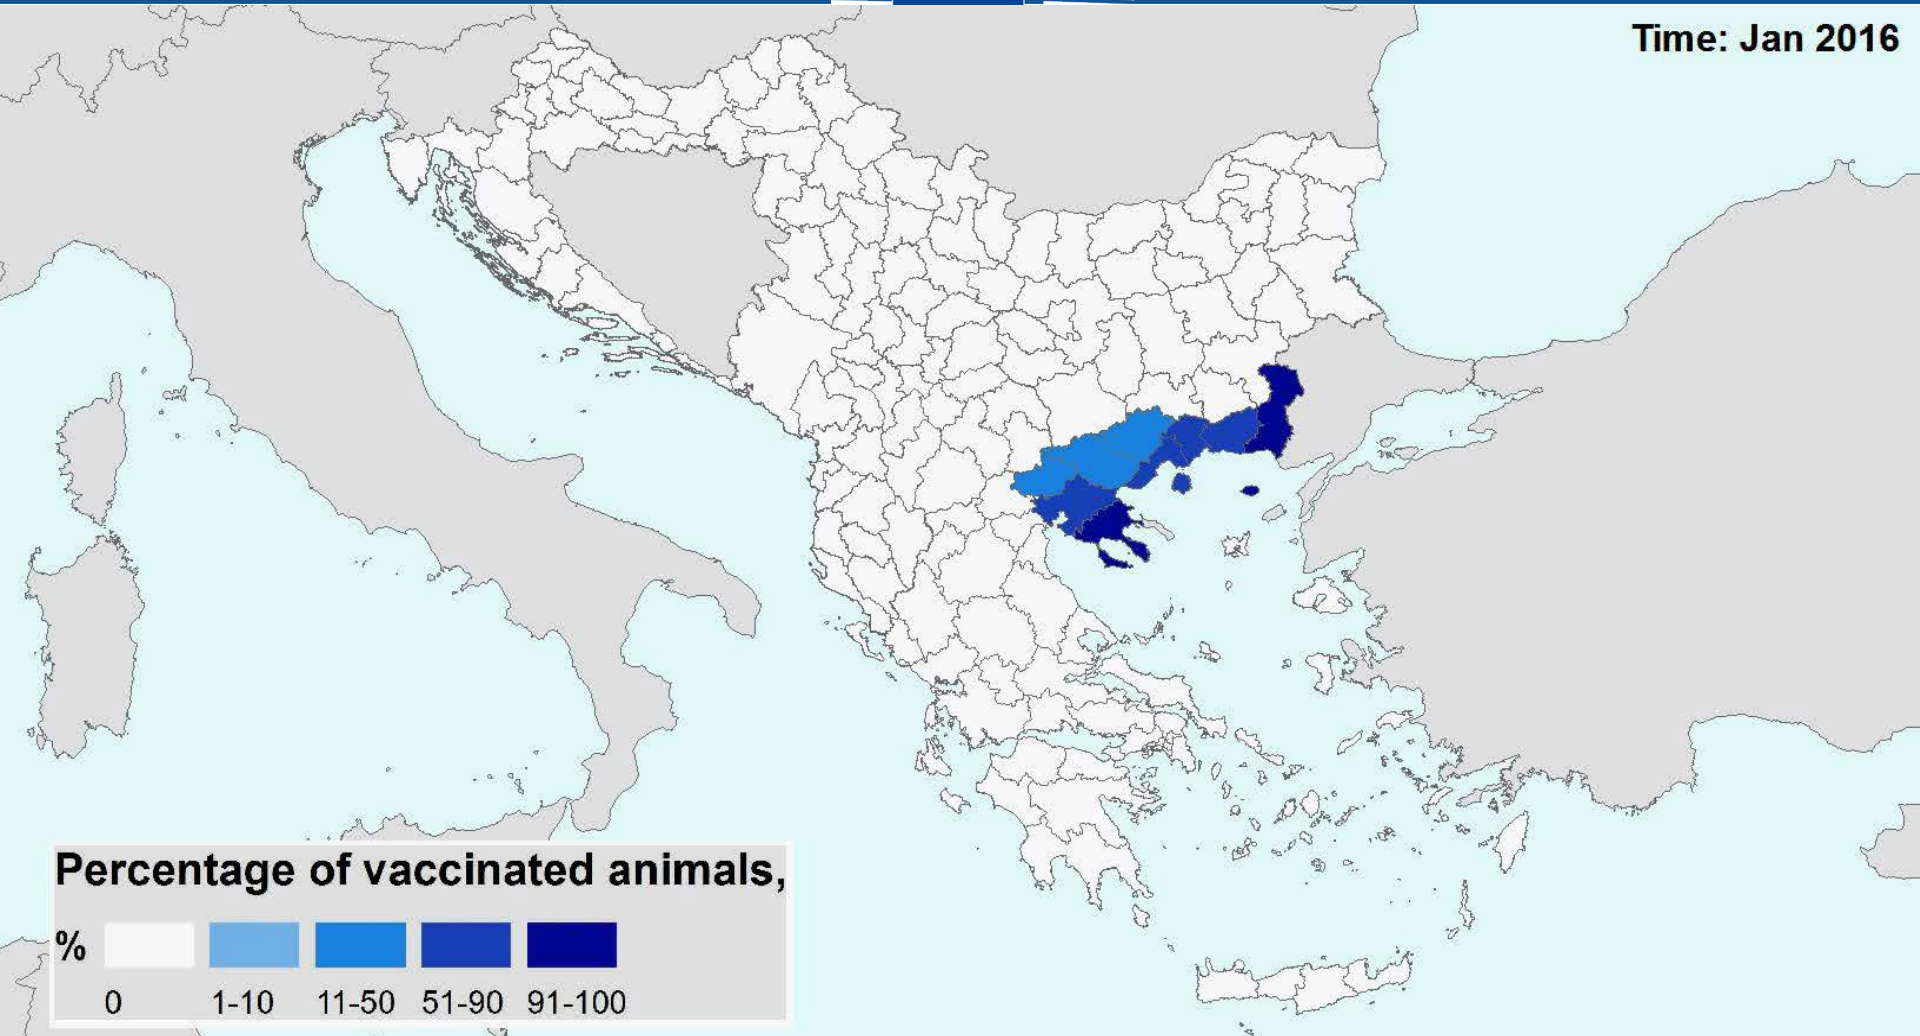 Time: Jan 2016
Percentage of vaccinated animals,
%
0 1-10 11-50 51-90 91-100